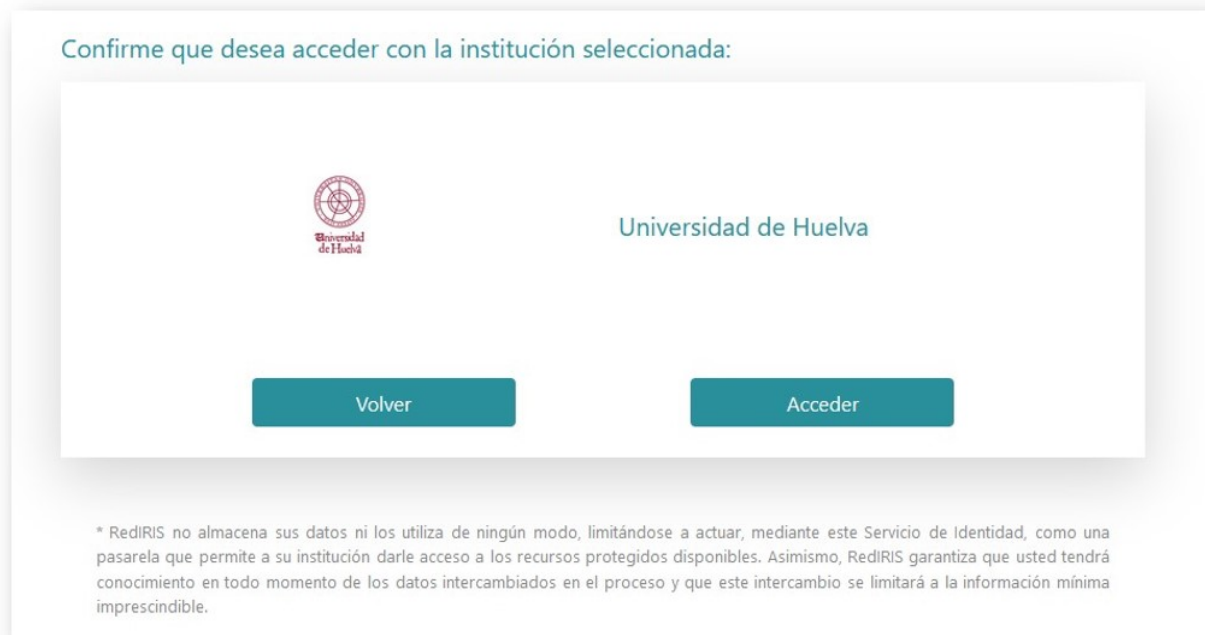 Confirme que desea acceder con la institución seleccionada:
Universidad
de Huelva
Universidad de Huelva
Volver
Acceder
* RedIRIS no almacena sus datos ni los utiliza de ningún modo, limitándose a actuar, mediante este Servicio de Identidad, como una
pasarela que permite a su institución darle acceso a los recursos protegidos disponibles. Asimismo, RedIRIS garantiza que usted tendrá
conocimiento en todo momento de los datos intercambiados en el proceso y que este intercambio se limitará a la información mínima
imprescindible.